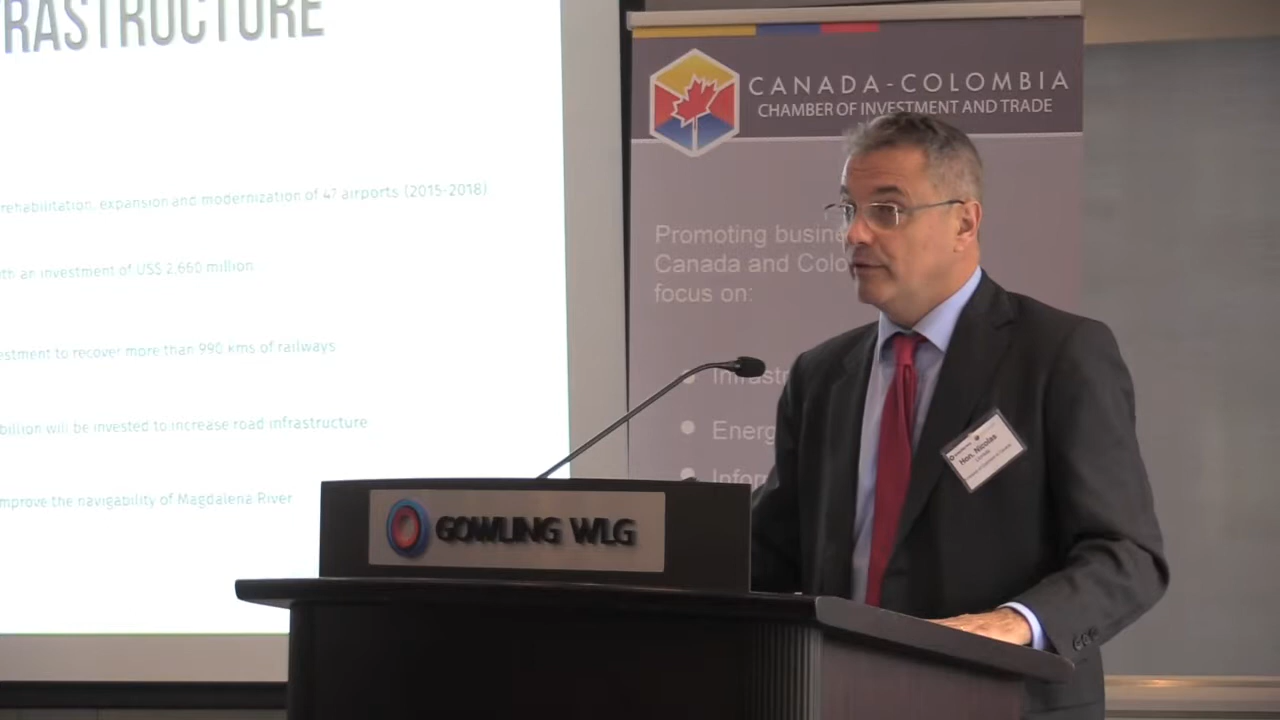 RASTRUCTURE
rehabilitation, expansion and modernization of 47 airports (2015-2018)
th an investment of US$ 2,660 million
estment to recover more than 990 kms of railways
billion will be invested to increase road infrastructure
mprove the navigability of Magdalena River
CANADA-COLOMBIA
CHAMBER OF INVESTMENT AND TRADE
Promoting busine
Canada and Colo
focus on:
Infrastr
Energ
Infor
Hon. Nicolas
GOWLING WLG